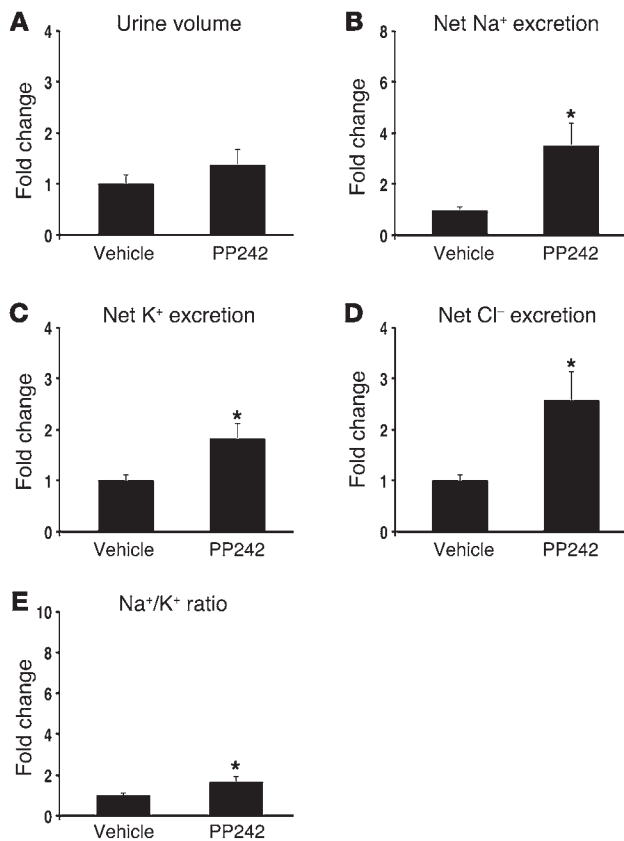 A Urine volume
Fold change
4
3
2
1
0
Vehicle PP242
B Net Na⁺ excretion
Fold change
8
6
4
2
0
*
Vehicle PP242
C Net K⁺ excretion
Fold change
4
3
2
1
0
*
Vehicle PP242
D Net Cl⁻ excretion
Fold change
4
3
2
1
0
*
Vehicle PP242
E Na⁺/K⁺ ratio
Fold change
10
8
6
4
2
0
*
Vehicle PP242